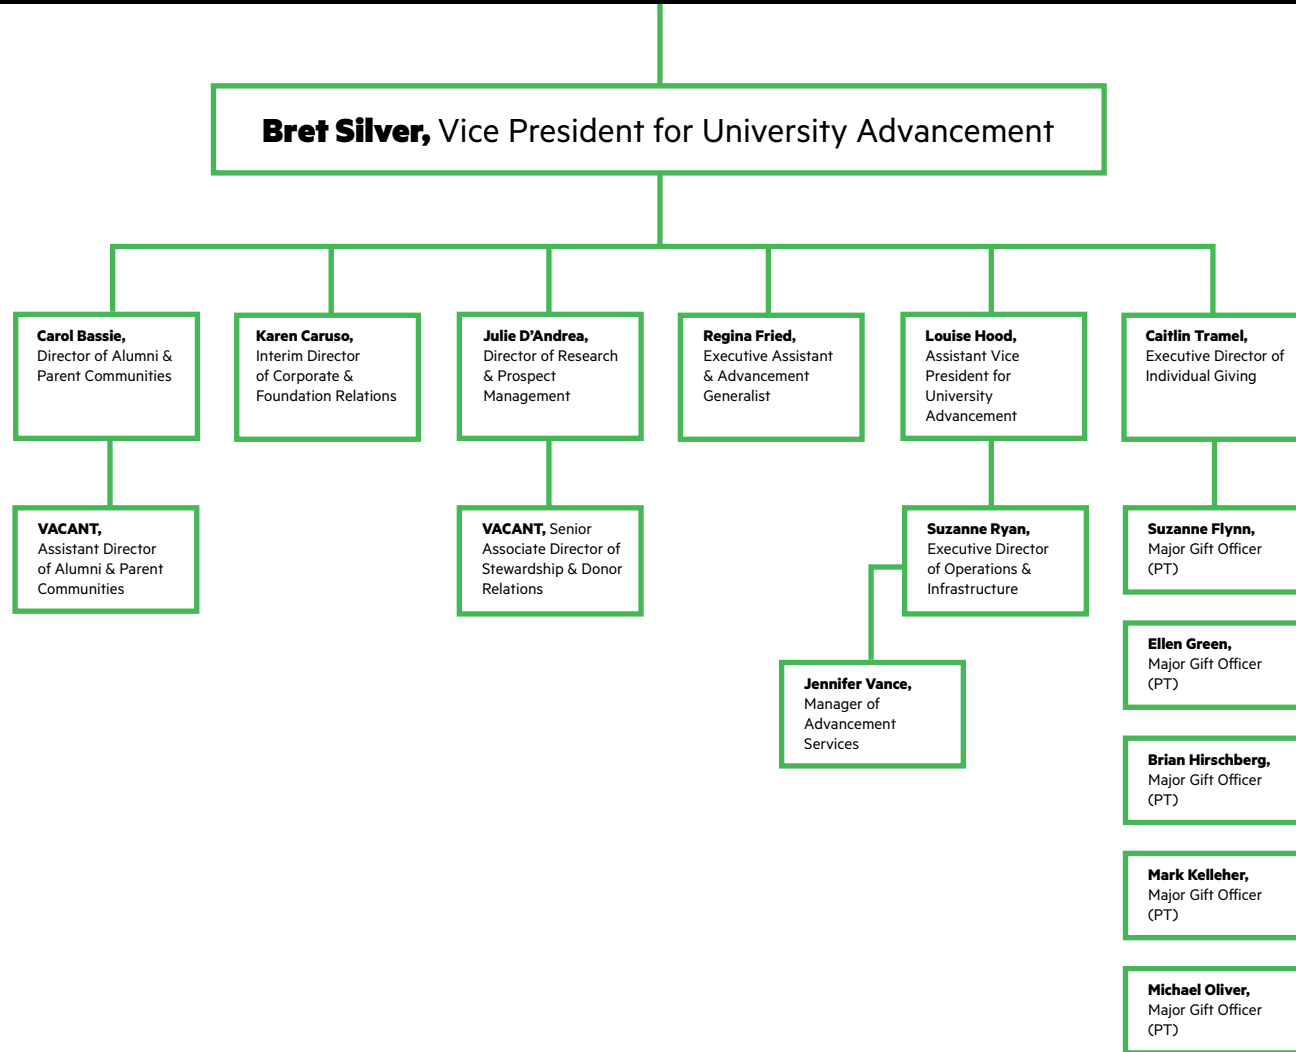 Bret Silver, Vice President for University Advancement
Carol Bassie,
Director of Alumni &
Parent Communities
Karen Caruso,
Interim Director
of Corporate &
Foundation Relations
Julie D’Andrea,
Director of Research
& Prospect
Management
Regina Fried,
Executive Assistant
& Advancement
Generalist
Louise Hood,
Assistant Vice
President for
University
Advancement
Caitlin Tramel,
Executive Director of
Individual Giving
VACANT,
Assistant Director
of Alumni & Parent
Communities
VACANT, Senior
Associate Director of
Stewardship & Donor
Relations
Suzanne Ryan,
Executive Director
of Operations &
Infrastructure
Jennifer Vance,
Manager of
Advancement
Services
Suzanne Flynn,
Major Gift Officer
(PT)
Ellen Green,
Major Gift Officer
(PT)
Brian Hirschberg,
Major Gift Officer
(PT)
Mark Kelleher,
Major Gift Officer
(PT)
Michael Oliver,
Major Gift Officer
(PT)